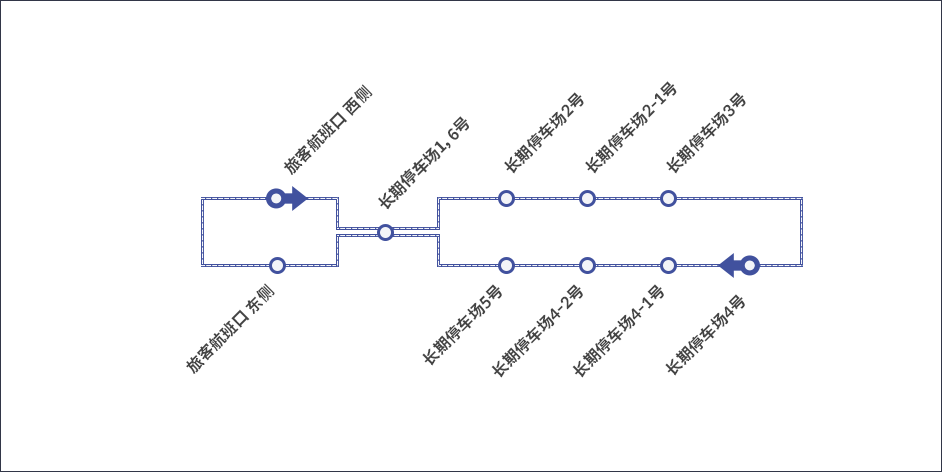 旅客航班口 西侧
长期停车场1, 6号
长期停车场2号
长期停车场2-1号
长期停车场3号
旅客航班口 东侧
长期停车场5号
长期停车场4-2号
长期停车场4-1号
长期停车场4号